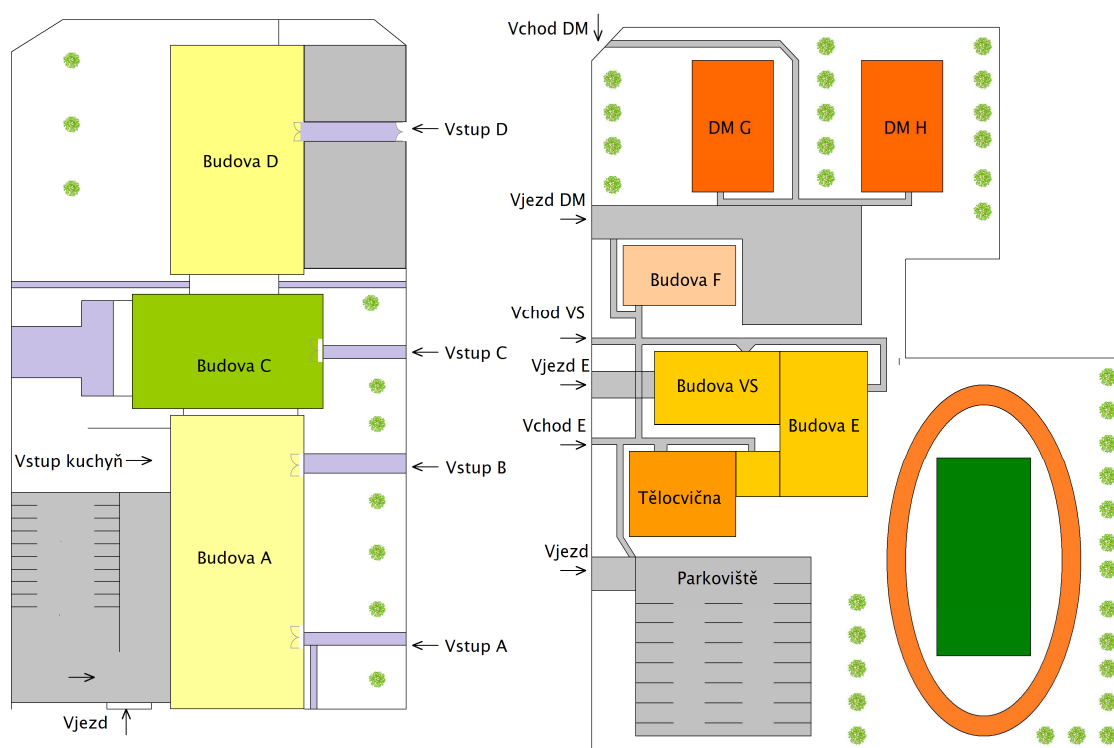 Vstup D
Budova D
Budova C
Vstup C
Vstup kuchyň
Vstup B
Budova A
Vstup A
Vjezd
Vchod DM
DM G
DM H
Vjezd DM
Budova F
Vchod VS
Vjezd E
Budova VS
Vchod E
Budova E
Tělocvična
Vjezd
Parkoviště